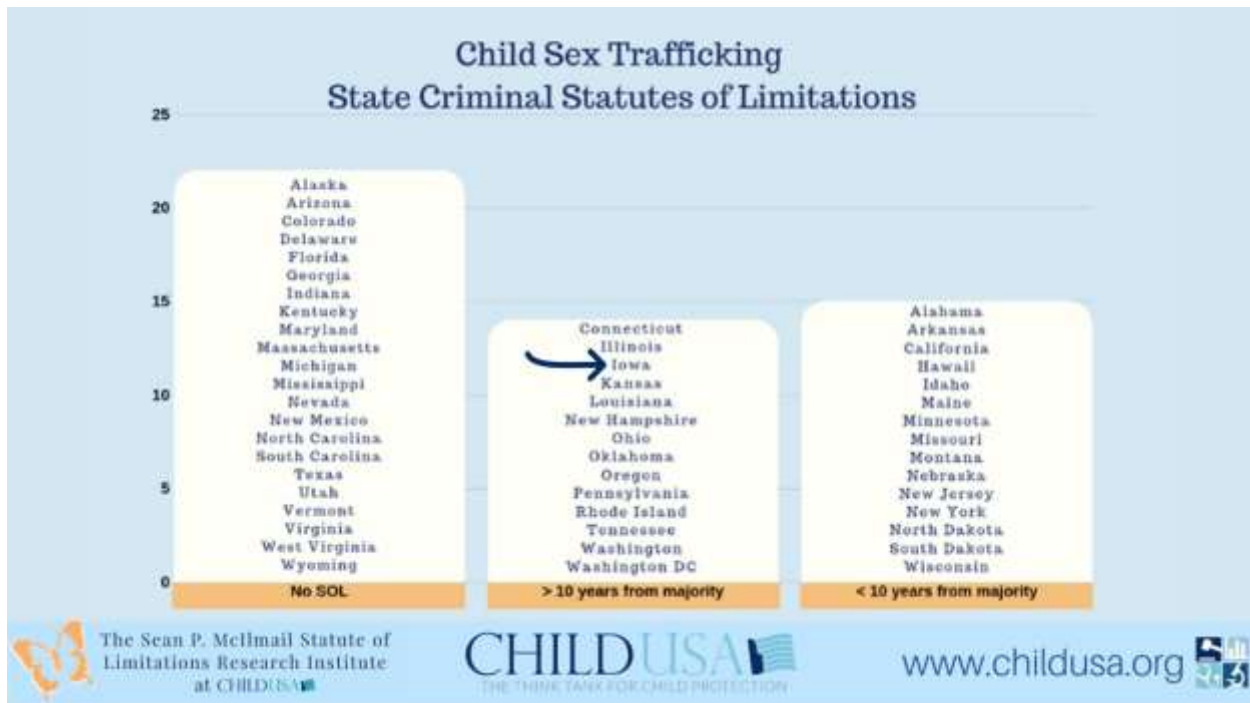 Child Sex Trafficking
State Criminal Statutes of Limitations
25
20
15
10
5
0
Alaska
Arizona
Colorado
Delaware
Florida
Georgia
Indiana
Kentucky
Maryland
Massachusetts
Michigan
Mississippi
Nevada
New Mexico
North Carolina
South Carolina
Texas
Utah
Vermont
Virginia
West Virginia
Wyoming
No SOL
Connecticut
Illinois
Iowa
Kansas
Louisiana
New Hampshire
Ohio
Oklahoma
Oregon
Pennsylvania
Rhode Island
Tennessee
Washington
Washington DC
> 10 years from majority
Alabama
Arkansas
California
Hawaii
Idaho
Maine
Minnesota
Missouri
Montana
Nebraska
New Jersey
New York
North Dakota
South Dakota
Wisconsin
< 10 years from majority
The Sean P. McIlmail Statute of
Limitations Research Institute
at CHILDUSA
CHILDUSA
THE THINK TANK FOR CHILD PROTECTION
www.childusa.org